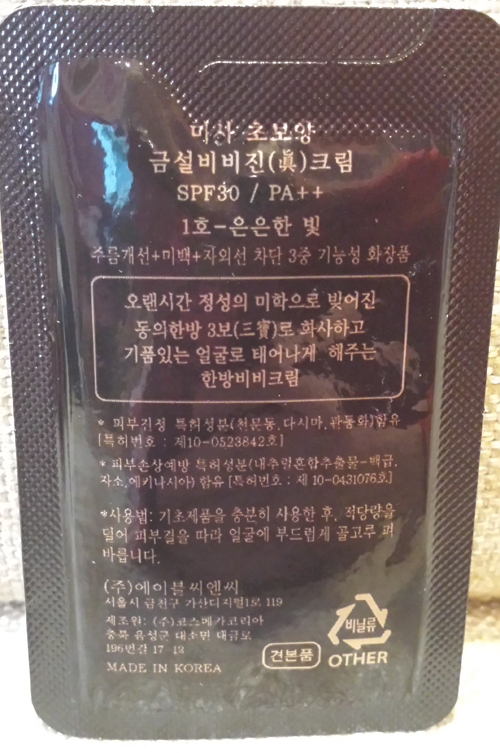 미샤 초보양
금설비비진(眞)크림
SPF30 / PA++
1호-은은한 빛
주름개선+미백+자외선 차단 3중 기능성 화장품
오랜시간 정성의 미학으로 빚어진
동의한방 3보(三寶)로 화사하고
기품있는 얼굴로 태어나게 해주는
한방비비크림
* 피부진정 특허성분(천문동,다시마,관동화)함유
[특허번호 : 제10-0523842호]
* 피부손상예방 특허성분(내추럴혼합추출물-백급,
자소,에키나시아) 함유 [특허번호 : 제 10-0431076호]
*사용법: 기초제품을 충분히 사용한 후, 적당량을
덜어 피부결을 따라 얼굴에 부드럽게 골고루 펴
바릅니다.
(주)에이블씨엔씨
서울시 금천구 가산디지털1로 119
제조원: (주)코스메카코리아
충북 음성군 대소면 대금로
196번길 17-13
MADE IN KOREA
견본품
비닐류
OTHER